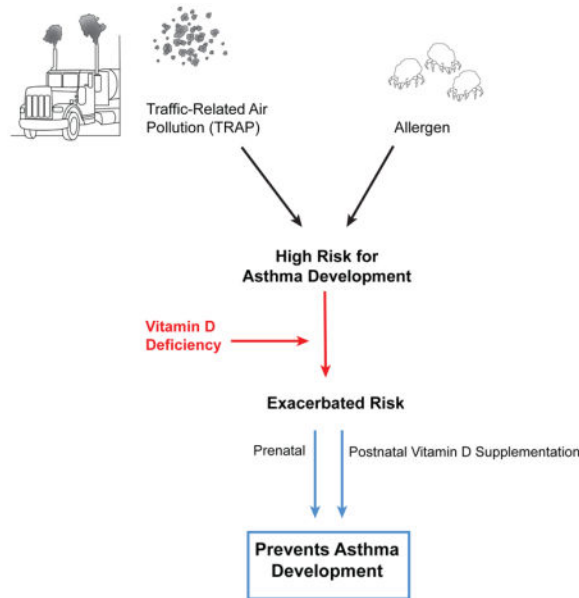 Traffic-Related Air
Pollution (TRAP)
Allergen
High Risk for
Asthma Development
Vitamin D
Deficiency
Exacerbated Risk
Prenatal
Postnatal Vitamin D Supplementation
Prevents Asthma
Development